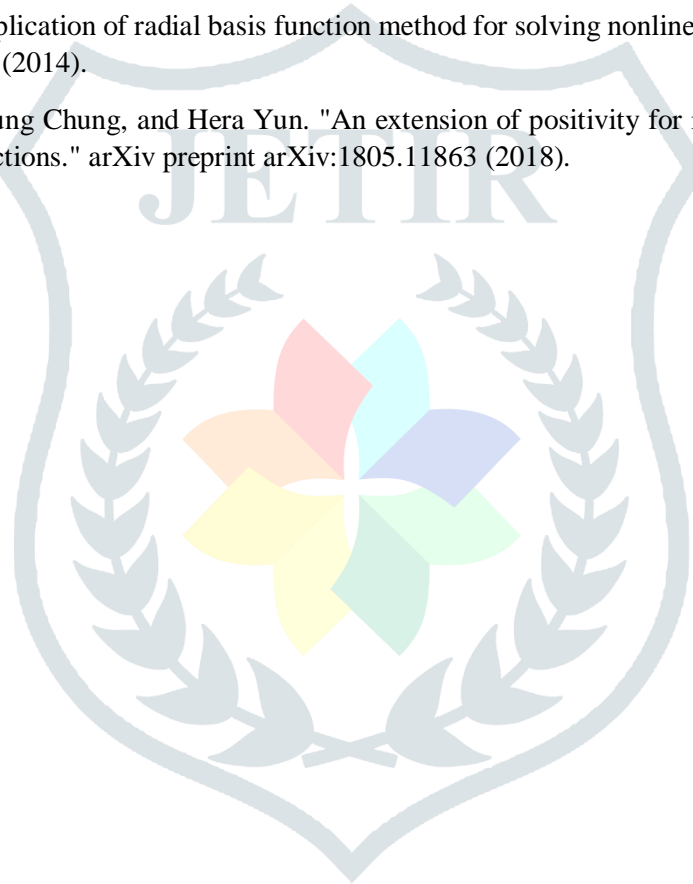 plication of radial basis function method for solving nonline
(2014).
ung Chung, and Hera Yun. "An extension of positivity for
ctions." arXiv preprint arXiv:1805.11863 (2018).
JETIR